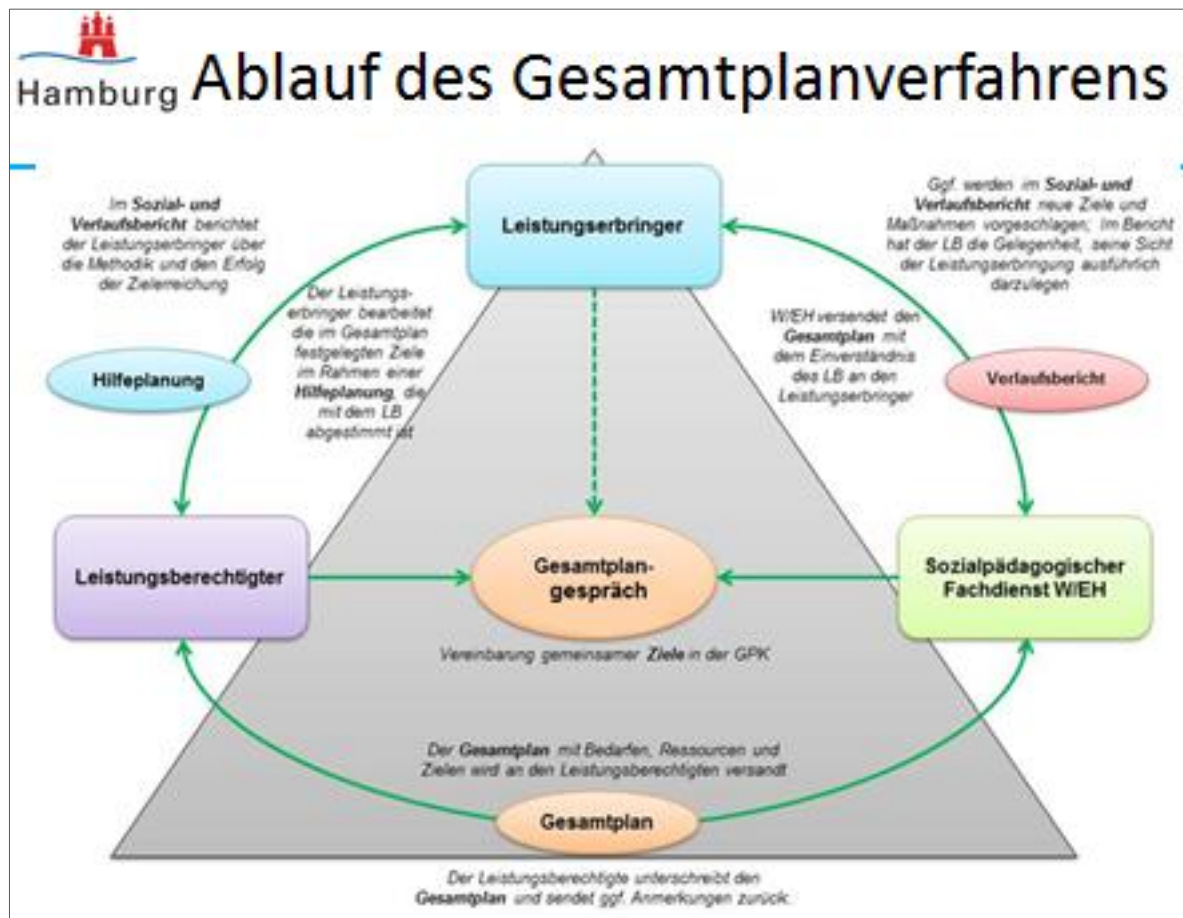 Hamburg
Ablauf des Gesamtplanverfahrens
Im Sozial- und
Verlaufsbericht berichtet
der Leistungserbringer über
die Methodik und den Erfolg
der Zielerreichung
Leistungserbringer
Ggf. werden im Sozial- und
Verlaufsbericht neue Ziele und
Maßnahmen vorgeschlagen; Im Bericht
hat der LB die Gelegenheit, seine Sicht
der Leistungserbringung ausführlich
darzulegen
Der Leistungs-
erbringer bearbeitet
die im Gesamtplan
festgelegten Ziele
im Rahmen einer
Hilfeplanung, die
mit dem LB
abgestimmt ist
W/EH versendet den
Gesamtplan mit
dem Einverständnis
des LB an den
Leistungserbringer
Hilfeplanung
Verlaufsbericht
Leistungsberechtigter
Gesamtplan-
gespräch
Sozialpädagogischer
Fachdienst W/EH
Vereinbarung gemeinsamer Ziele in der GPK
Der Gesamtplan mit Bedarfen, Ressourcen und
Zielen wird an den Leistungsberechtigten versandt
Gesamtplan
Der Leistungsberechtigte unterschreibt den
Gesamtplan und sendet ggf. Anmerkungen zurück.